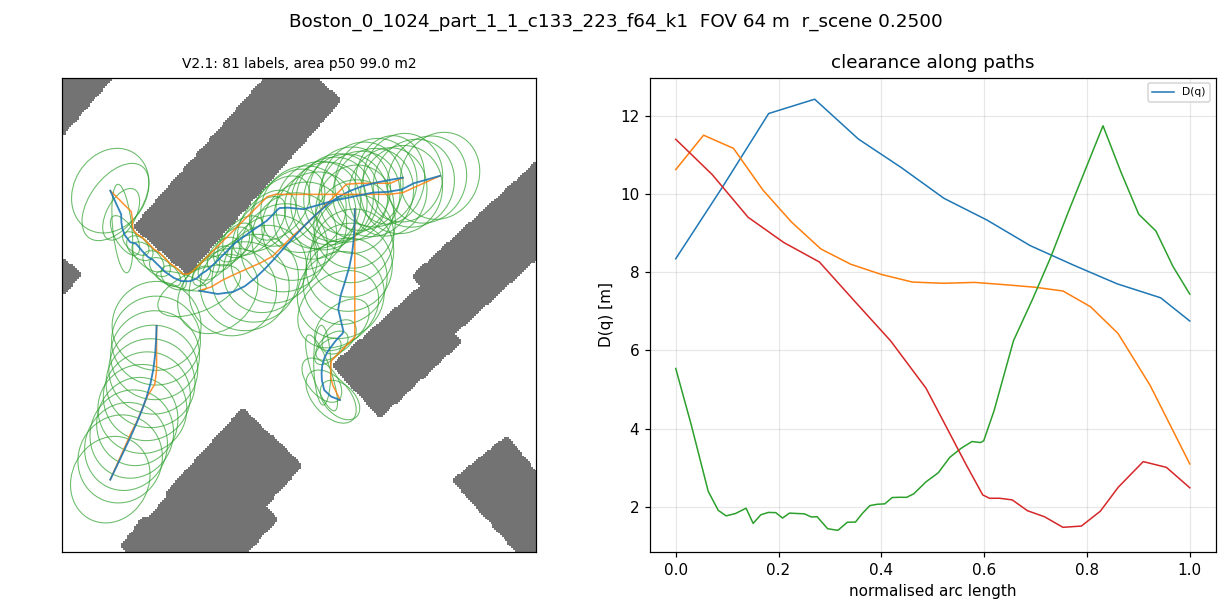 Boston_0_1024_part_1_1_c133_223_f64_k1 FOV 64 m r_scene 0.2500
V2.1: 81 labels, area p50 99.0 m2
clearance along paths
D(q)
12
10
8
6
4
2
D(q) [m]
0.0 0.2 0.4 0.6 0.8 1.0
normalised arc length